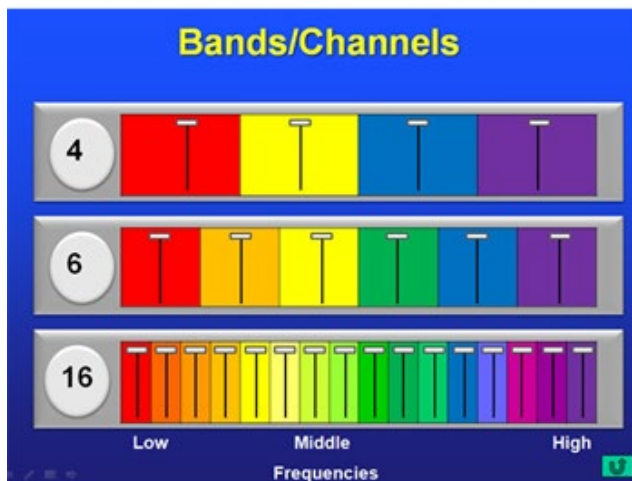 Bands/Channels
4
6
16
Low Middle High
Frequencies